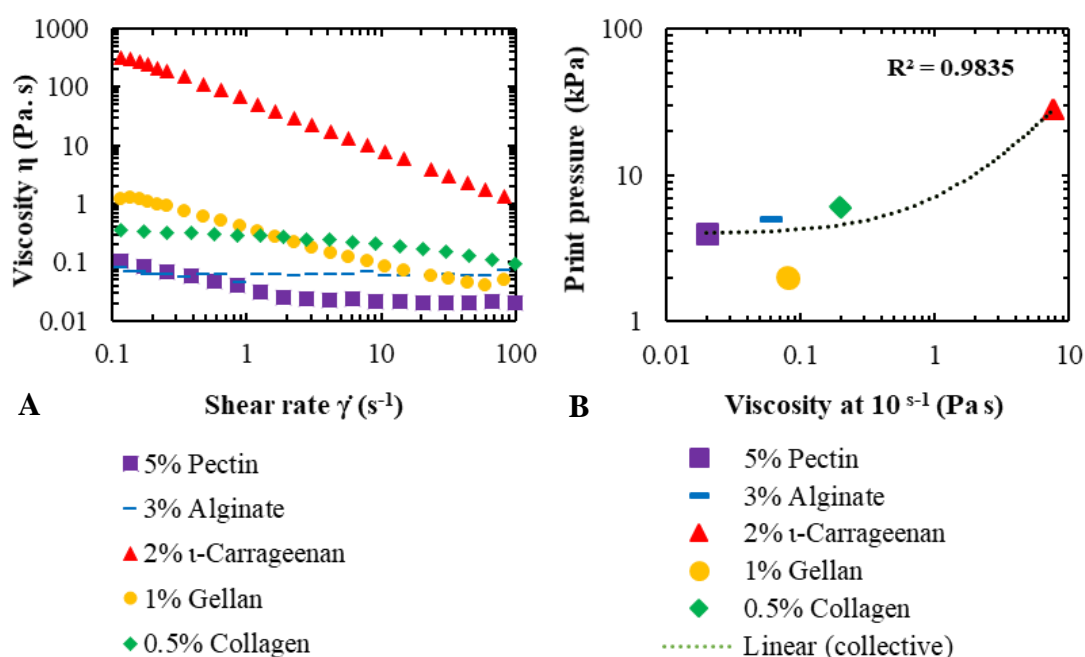 1000
100
10
1
0.1
0.01
Viscosity η (Pa. s)
0.1 1 10 100
A Shear rate γ̇ (s-1)
5% Pectin
3% Alginate
2% ι-Carrageenan
1% Gellan
0.5% Collagen
100
10
1
Print pressure (kPa)
R² = 0.9835
0.01 0.1 1 10
B Viscosity at 10 s-1 (Pa s)
5% Pectin
3% Alginate
2% ι-Carrageenan
1% Gellan
0.5% Collagen
Linear (collective)